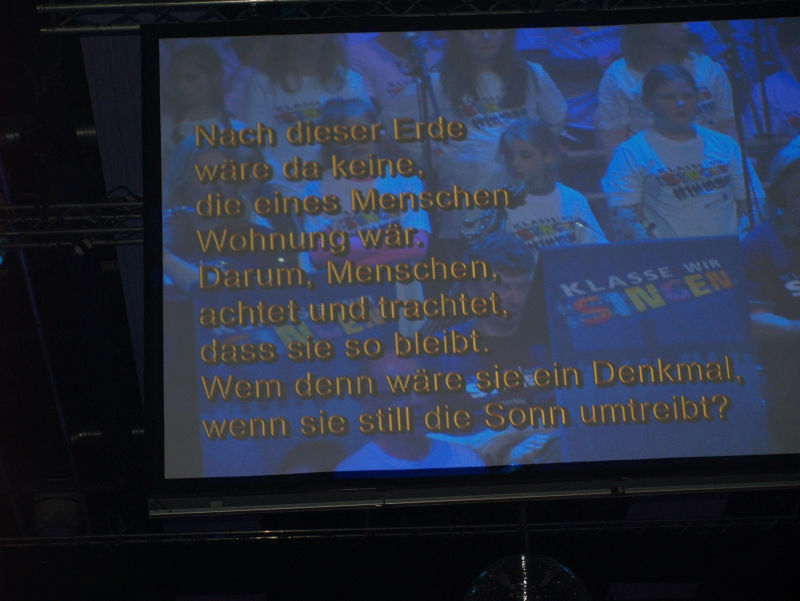 Nach dieser Erde
wäre da keine,
die eines Menschen
Wohnung wär.
Darum, Menschen,
achtet und trachtet,
dass sie so bleibt.
Wem denn wäre sie ein Denkmal,
wenn sie still die Sonn umtreibt?
KLASSE WIR
SINGEN